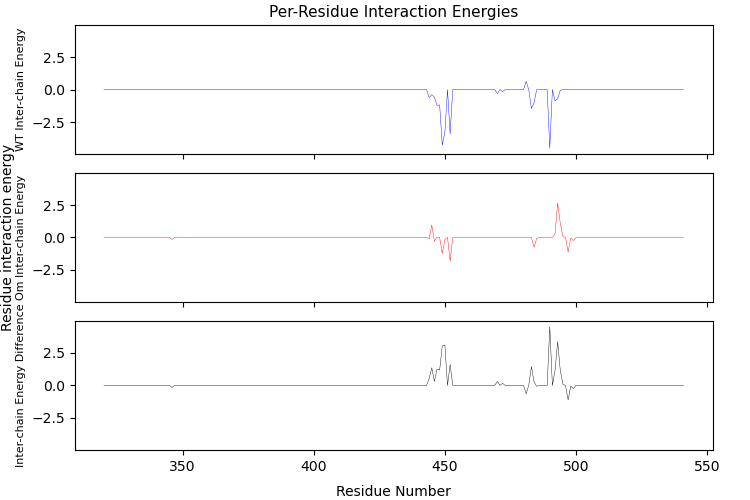 Per-Residue Interaction Energies
Residue interaction energy
WT Inter-chain Energy
2.5
0.0
−2.5
Om Inter-chain Energy
2.5
0.0
−2.5
Inter-chain Energy Difference
2.5
0.0
−2.5
350
400
450
500
550
Residue Number